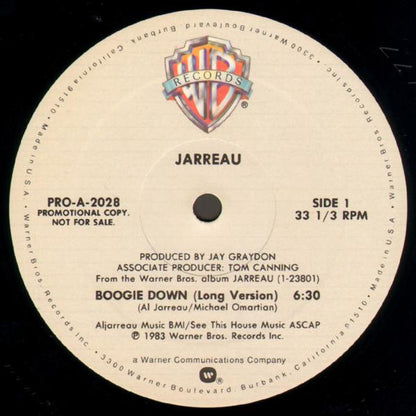 3300 Warner Boulevard, Burbank, California 91510 • Made in U.S.A. • Warner Bros. Records Inc. • 3300 Warner Boulevard, Burbank, California 91510 • Made in U.S.A. • Warner Bros. Records Inc. •
WB
RECORDS
®
JARREAU
PRO-A-2028
PROMOTIONAL COPY.
NOT FOR SALE.
SIDE 1
33 1/3 RPM
PRODUCED BY JAY GRAYDON
ASSOCIATE PRODUCER: TOM CANNING
From the Warner Bros. album JARREAU (1-23801)
BOOGIE DOWN (Long Version) 6:30
(Al Jarreau/Michael Omartian)
Aljarreau Music BMI/See This House Music ASCAP
℗ 1983 Warner Bros. Records Inc.
a Warner Communications Company
W ®